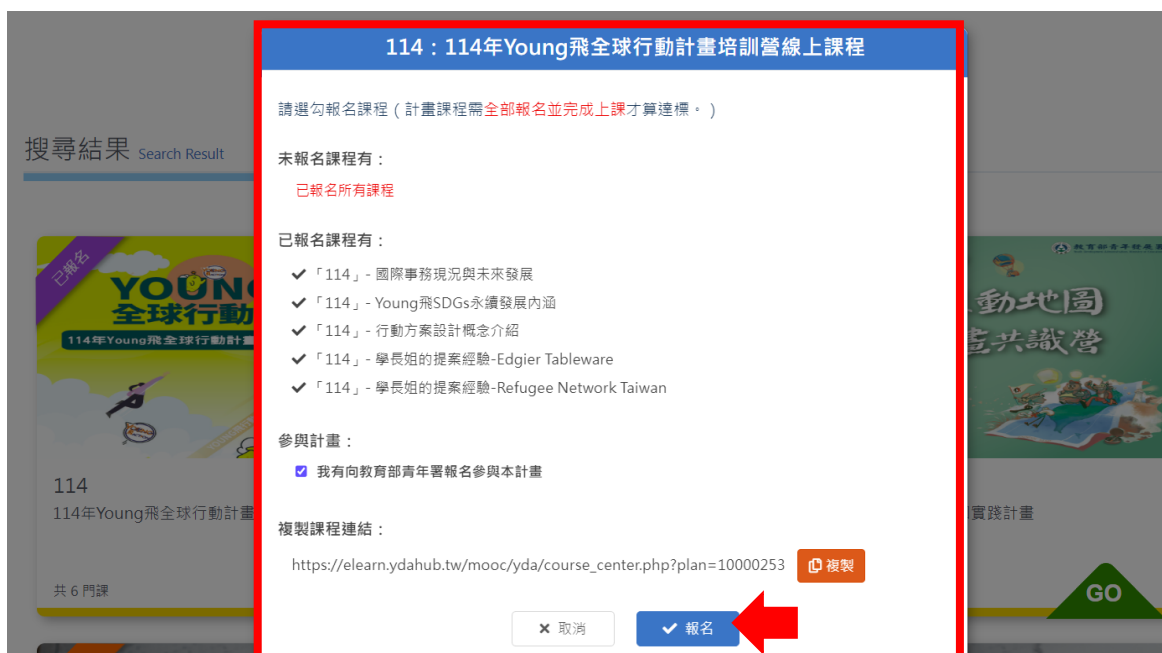 114：114年Young飛全球行動計畫培訓營線上課程
請選勾報名課程（計畫課程需全部報名並完成上課才算達標。）
未報名課程有：
已報名所有課程
已報名課程有：
「114」- 國際事務現況與未來發展
「114」- Young飛SDGs永續發展內涵
「114」- 行動方案設計概念介紹
「114」- 學長姐的提案經驗-Edgier Tableware
「114」- 學長姐的提案經驗-Refugee Network Taiwan
參與計畫：
我有向教育部青年署報名參與本計畫
複製課程連結：
https://elearn.ydahub.tw/mooc/yda/course_center.php?plan=10000253 複製
取消 報名
搜尋結果 Search Result
已報名
YOUN
全球行動
114年Young飛全球行動計畫
114
114年Young飛全球行動計畫
共 6 門課
動地圖
共識營
實踐計畫
GO